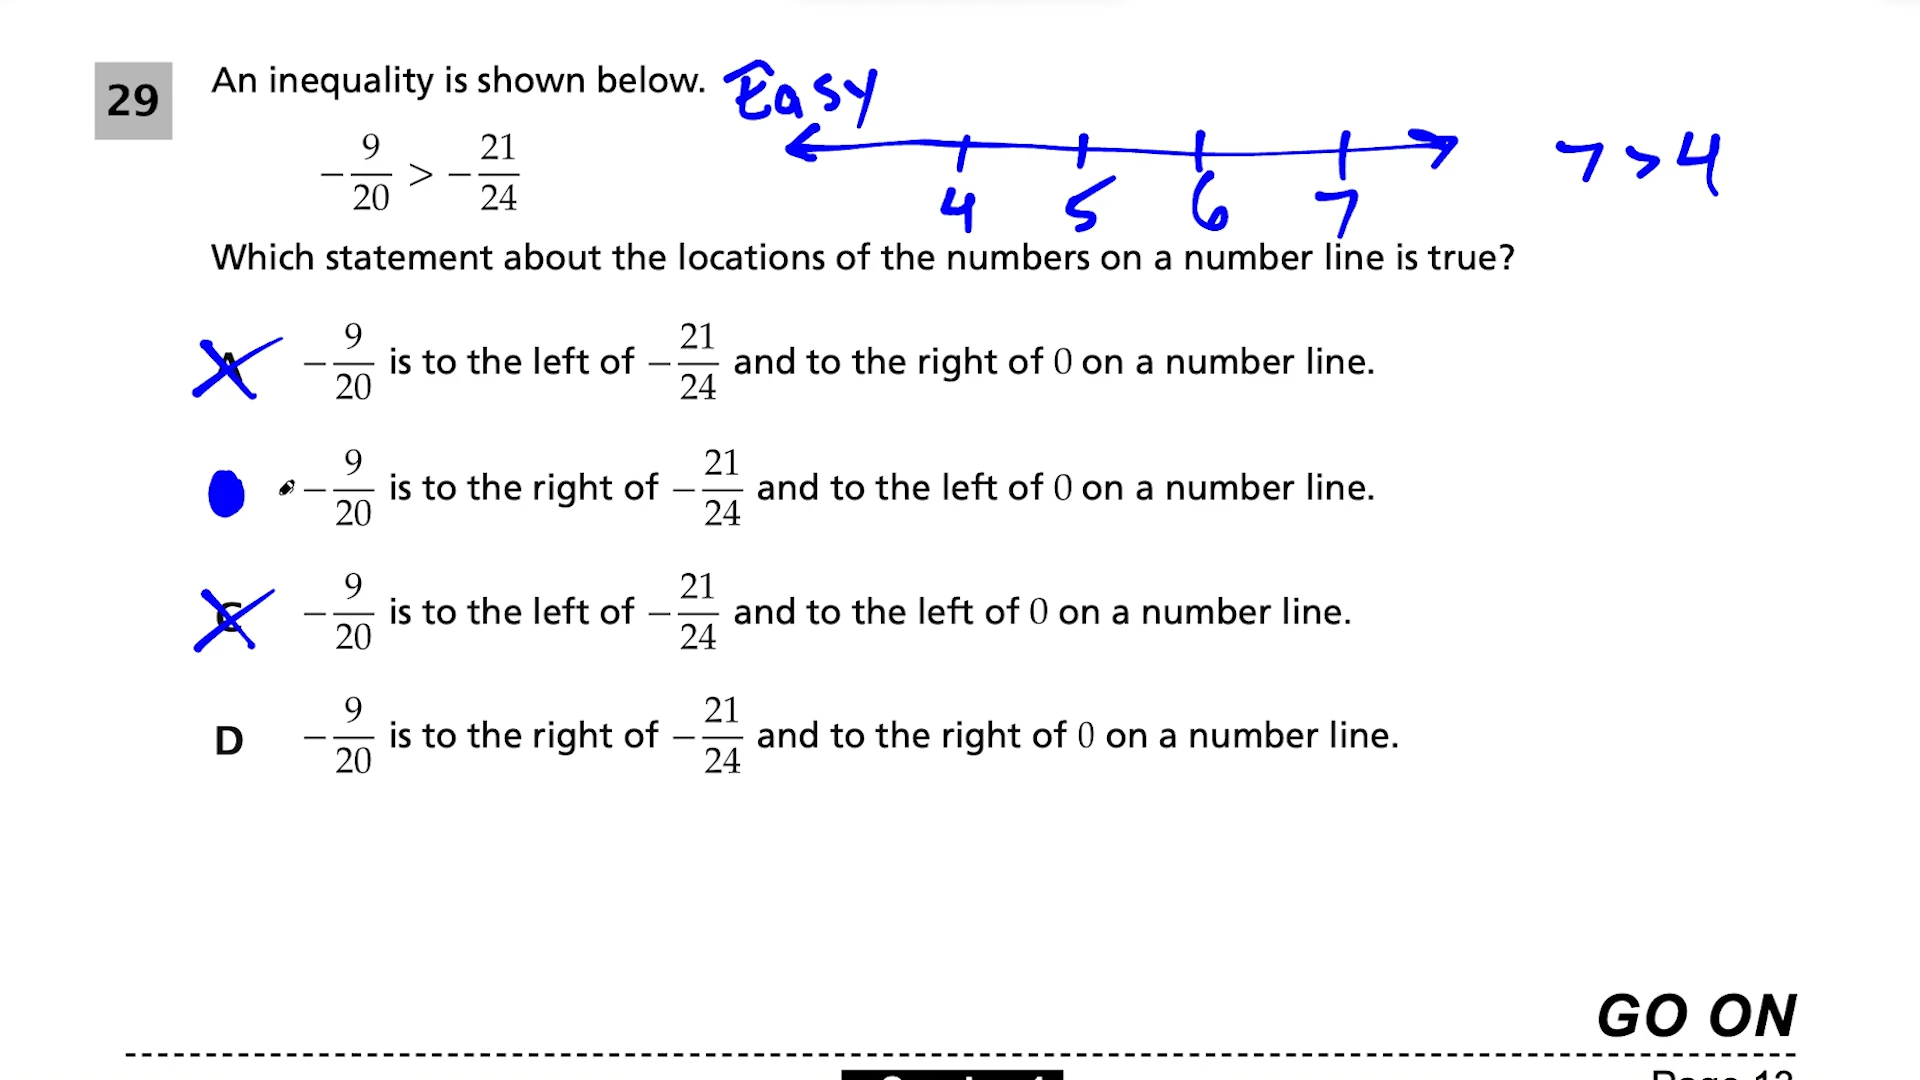 29 An inequality is shown below. Easy
-9/20 > -21/24
4 5 6 7
7 > 4
Which statement about the locations of the numbers on a number line is true?
A -9/20 is to the left of -21/24 and to the right of 0 on a number line.
-9/20 is to the right of -21/24 and to the left of 0 on a number line.
C -9/20 is to the left of -21/24 and to the left of 0 on a number line.
D -9/20 is to the right of -21/24 and to the right of 0 on a number line.
GO ON